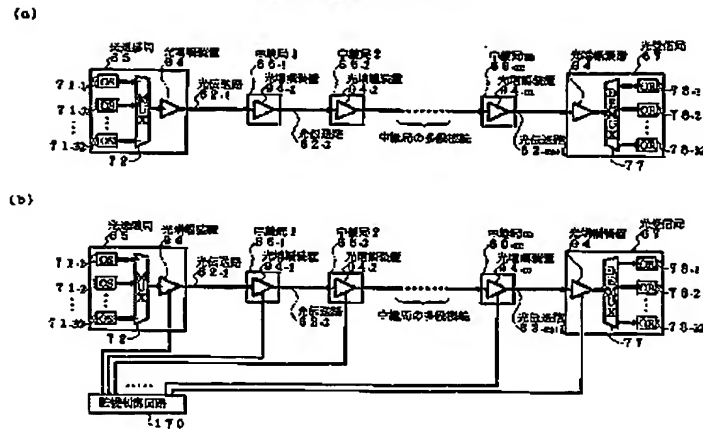 (a)
光送信局
65
光増幅装置
64
中継局1
66-1
光増幅装置
64-1
中継局2
66-2
光増幅装置
64-2
中継局m
66-m
光増幅装置
64-m
光増幅装置
64
光受信局
67
71-1
OS
71-2
OS
71-32
OS
MUX
72
光伝送路
62-1
光伝送路
62-2
中継局の多段接続
光伝送路
62-m+1
DEMUX
77
OR
78-1
OR
78-2
OR
78-32
(b)
光送信局
65
光増幅装置
64
中継局1
66-1
光増幅装置
中継局2
光増幅装置
64-2
中継局m
光増幅装置
64-m
光増幅装置
64
光受信局
67
71-1
OS
71-2
OS
OS
MUX
72
光伝送路
光伝送路
62-2
中継局の多段接続
光伝送路
DEMUX
77
OR
78-1
OR
78-2
OR
78-32
監視制御回路
170